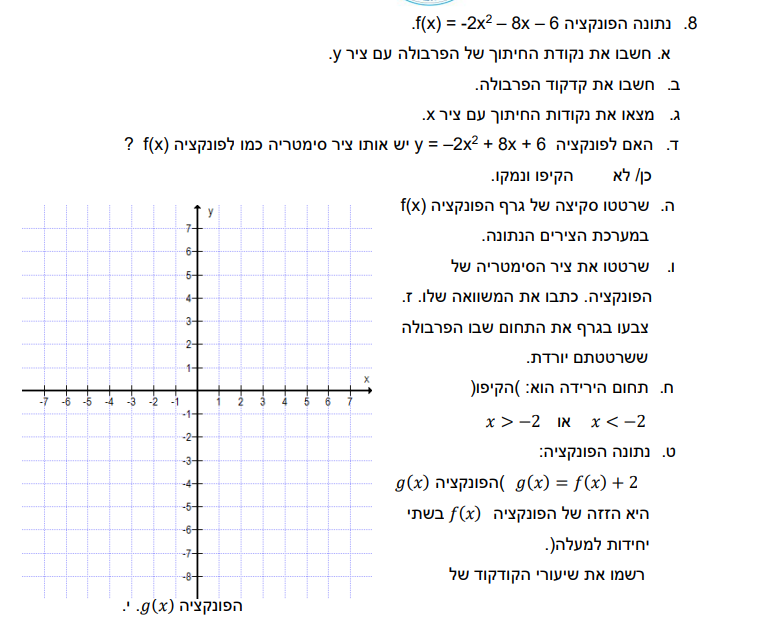 8. נתונה הפונקציה f(x) = -2x² – 8x – 6.
א. חשבו את נקודת החיתוך של הפרבולה עם ציר y.
ב. חשבו את קדקוד הפרבולה.
ג. מצאו את נקודות החיתוך עם ציר x.
ד. האם לפונקציה y = –2x² + 8x + 6 יש אותו ציר סימטריה כמו לפונקציה f(x) ?
כן/ לא הקיפו ונמקו.
ה. שרטטו סקיצה של גרף הפונקציה f(x)
במערכת הצירים הנתונה.
ו. שרטטו את ציר הסימטריה של
הפונקציה. כתבו את המשוואה שלו. ז.
צבעו בגרף את התחום שבו הפרבולה
ששרטטתם יורדת.
ח. תחום הירידה הוא: )הקיפו(
x < −2 או x > −2
ט. נתונה הפונקציה:
g(x) = f(x) + 2 )הפונקציה g(x)
היא הזזה של הפונקציה f(x) בשתי
יחידות למעלה(.
רשמו את שיעורי הקודקוד של
הפונקציה g(x). י.
y
7
6
5
4
3
2
1
x
-7 -6 -5 -4 -3 -2 -1 1 2 3 4 5 6 7
-1
-2
-3
-4
-5
-6
-7
-8